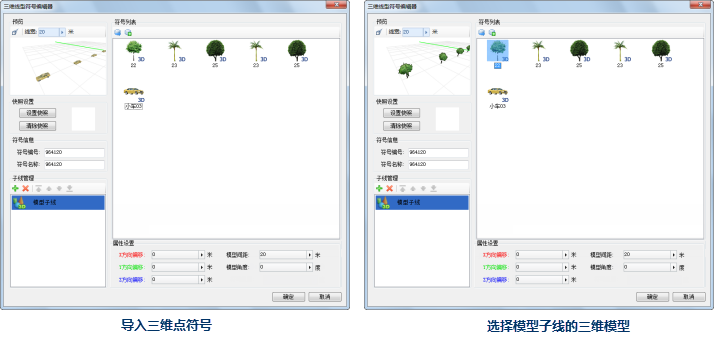 三维线型符号编辑器
预览
线宽: 20 米
符号列表
3D 3D 3D 3D 3D
22 23 25 23 25
3D
小车03
快照设置
设置快照
清除快照
符号信息
符号编号: 964120
符号名称: 964120
子线管理
模型子线
属性设置
X方向偏移: 0 米 模型间距: 20 米
Y方向偏移: 0 米 模型角度: 0 度
Z方向偏移: 0 米
确定 取消
导入三维点符号
三维线型符号编辑器
预览
线宽: 20 米
符号列表
3D 3D 3D 3D 3D
22 23 25 23 25
3D
小车03
快照设置
设置快照
清除快照
符号信息
符号编号: 964120
符号名称: 964120
子线管理
模型子线
属性设置
X方向偏移: 0 米 模型间距: 20 米
Y方向偏移: 0 米 模型角度: 0 度
Z方向偏移: 0 米
确定 取消
选择模型子线的三维模型